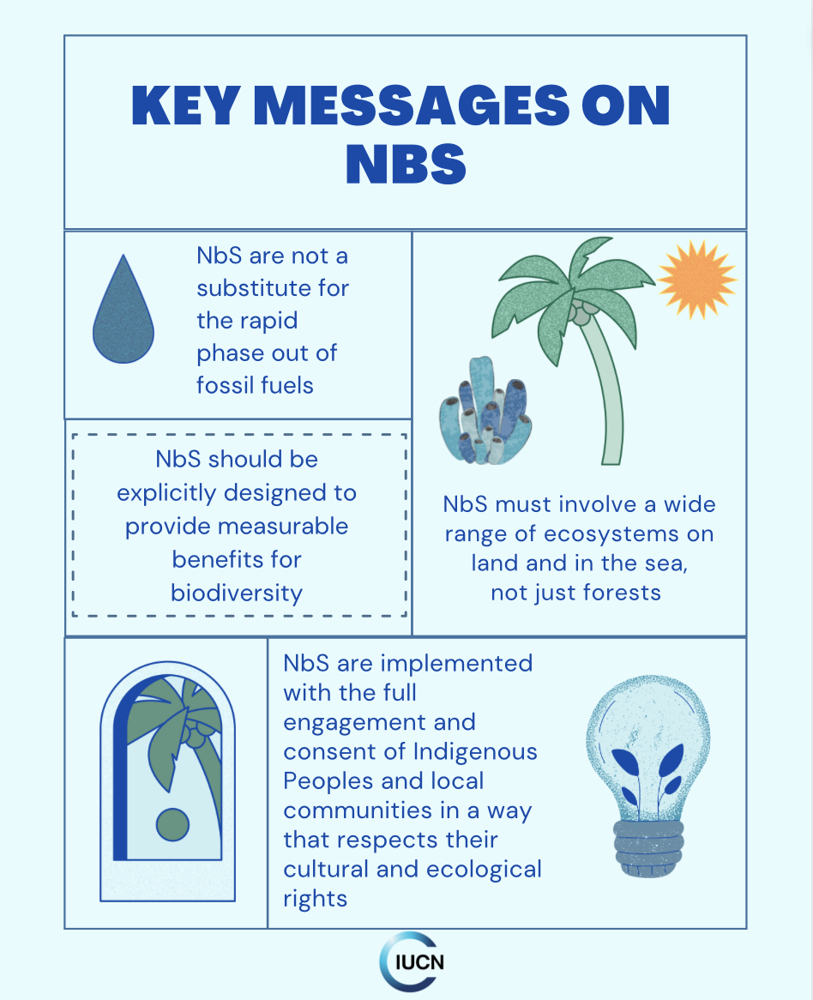 KEY MESSAGES ON
NBS
NbS are not a
substitute for
the rapid
phase out of
fossil fuels
NbS should be
explicitly designed to
provide measurable
benefits for
biodiversity
NbS must involve a wide
range of ecosystems on
land and in the sea,
not just forests
NbS are implemented
with the full
engagement and
consent of Indigenous
Peoples and local
communities in a way
that respects their
cultural and ecological
rights
IUCN